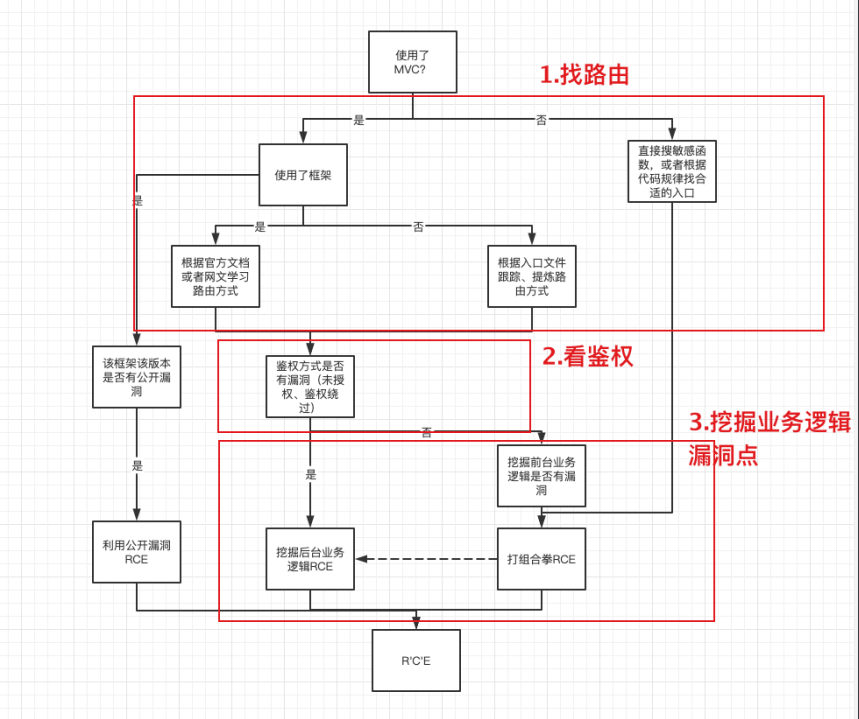 使用了
MVC?
1.找路由
是
否
使用了框架
直接搜敏感函
数，或者根据
代码规律找合
适的入口
是
是
否
根据官方文档
或者网文学习
路由方式
根据入口文件
跟踪、提炼路
由方式
2.看鉴权
该框架该版本
是否有公开漏
洞
鉴权方式是否
有漏洞（未授
权、鉴权绕
过）
3.挖掘业务逻辑
漏洞点
否
是
是
挖掘前台业务
逻辑是否有漏
洞
利用公开漏洞
RCE
挖掘后台业务
逻辑RCE
打组合拳RCE
R'C'E